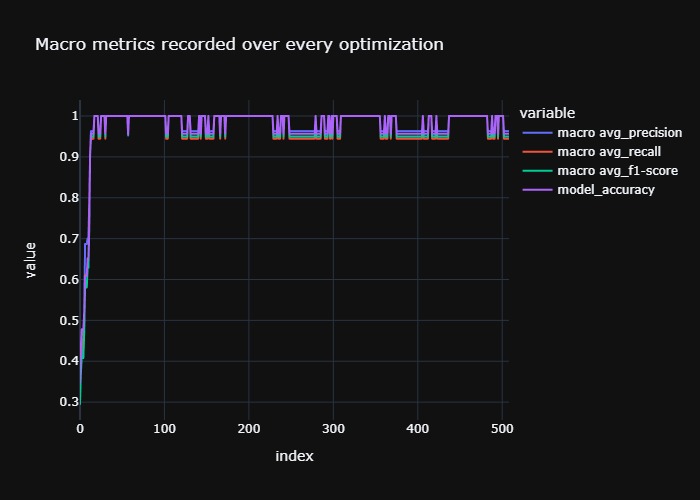 Macro metrics recorded over every optimization
variable
macro avg_precision
macro avg_recall
macro avg_f1-score
model_accuracy
value
1
0.9
0.8
0.7
0.6
0.5
0.4
0.3
0 100 200 300 400 500
index